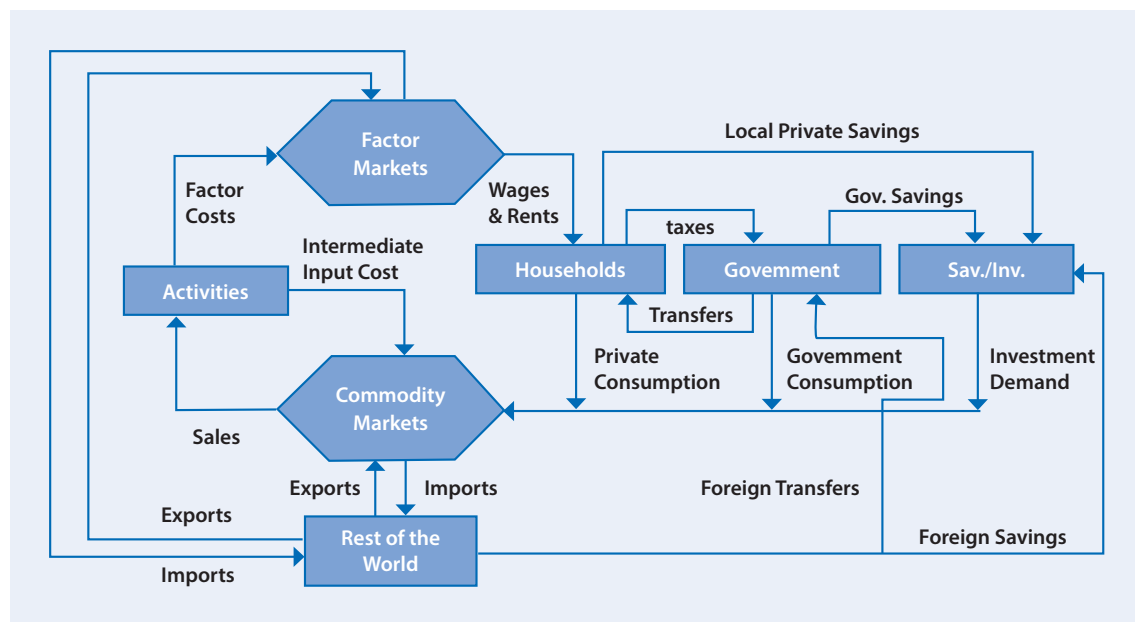 Local Private Savings
Factor
Markets
Factor
Costs
Wages
& Rents
taxes
Gov. Savings
Intermediate
Input Cost
Households
Govemment
Sav./Inv.
Activities
Transfers
Private
Consumption
Govemment
Consumption
Investment
Demand
Commodity
Markets
Sales
Exports
Imports
Foreign Transfers
Exports
Rest of the
World
Foreign Savings
Imports